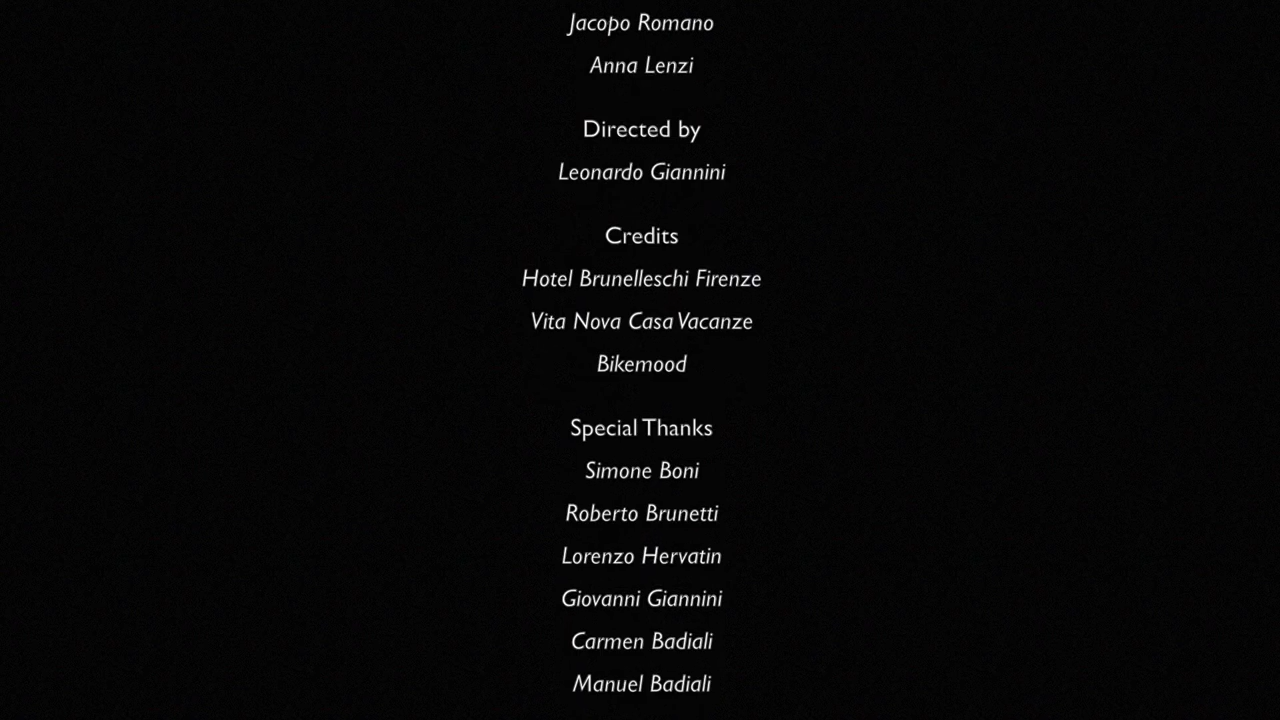 Jacopo Romano
Anna Lenzi
Directed by
Leonardo Giannini
Credits
Hotel Brunelleschi Firenze
Vita Nova Casa Vacanze
Bikemood
Special Thanks
Simone Boni
Roberto Brunetti
Lorenzo Hervatin
Giovanni Giannini
Carmen Badiali
Manuel Badiali